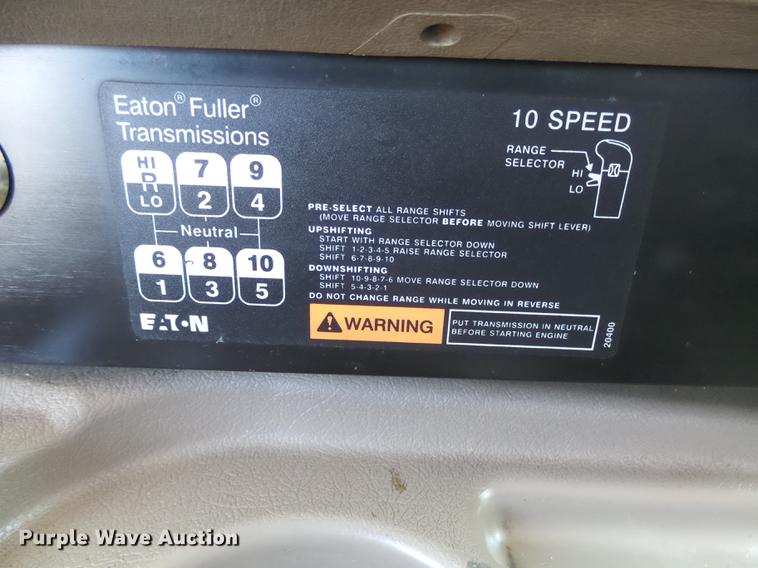 Eaton® Fuller®
Transmissions
10 SPEED
RANGE
SELECTOR
HI
LO
HI 7 9
R
LO 2 4
Neutral
6 8 10
1 3 5
PRE-SELECT ALL RANGE SHIFTS
(MOVE RANGE SELECTOR BEFORE MOVING SHIFT LEVER)
UPSHIFTING
START WITH RANGE SELECTOR DOWN
SHIFT 1-2-3-4-5 RAISE RANGE SELECTOR
SHIFT 6-7-8-9-10
DOWNSHIFTING
SHIFT 10-9-8-7-6 MOVE RANGE SELECTOR DOWN
SHIFT 5-4-3-2-1
DO NOT CHANGE RANGE WHILE MOVING IN REVERSE
EATON
WARNING
PUT TRANSMISSION IN NEUTRAL
BEFORE STARTING ENGINE
20400
Purple Wave Auction